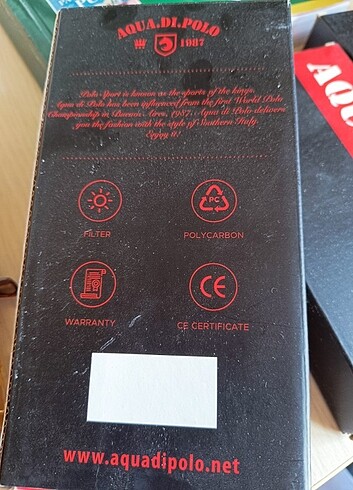 AQUA.DI.POLO
1987
Polo Sport is known as the sports of the kings.
Aqua di Polo has been influenced from the first World Polo
Championship in Buenos Aires, 1987. Aqua di Polo delivers
you the fashion with the style of Southern Italy.
Enjoy it!
FILTER
PC
POLYCARBON
WARRANTY
CE
CE CERTIFICATE
www.aquadipolo.net
AQU